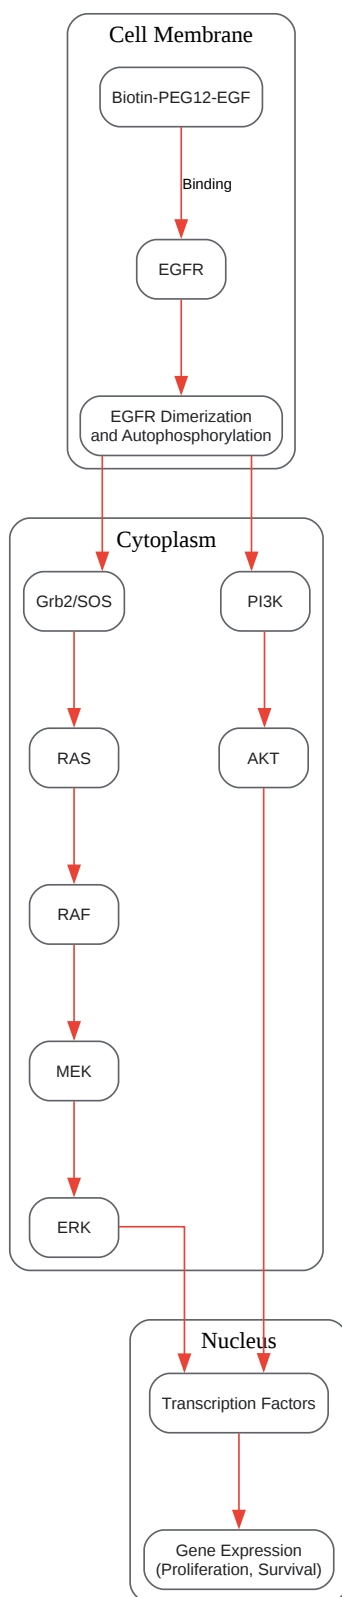 Cell Membrane
Biotin-PEG12-EGF
Binding
EGFR
EGFR Dimerization
and Autophosphorylation
Cytoplasm
Grb2/SOS
PI3K
RAS
AKT
RAF
MEK
ERK
Nucleus
Transcription Factors
Gene Expression
(Proliferation, Survival)